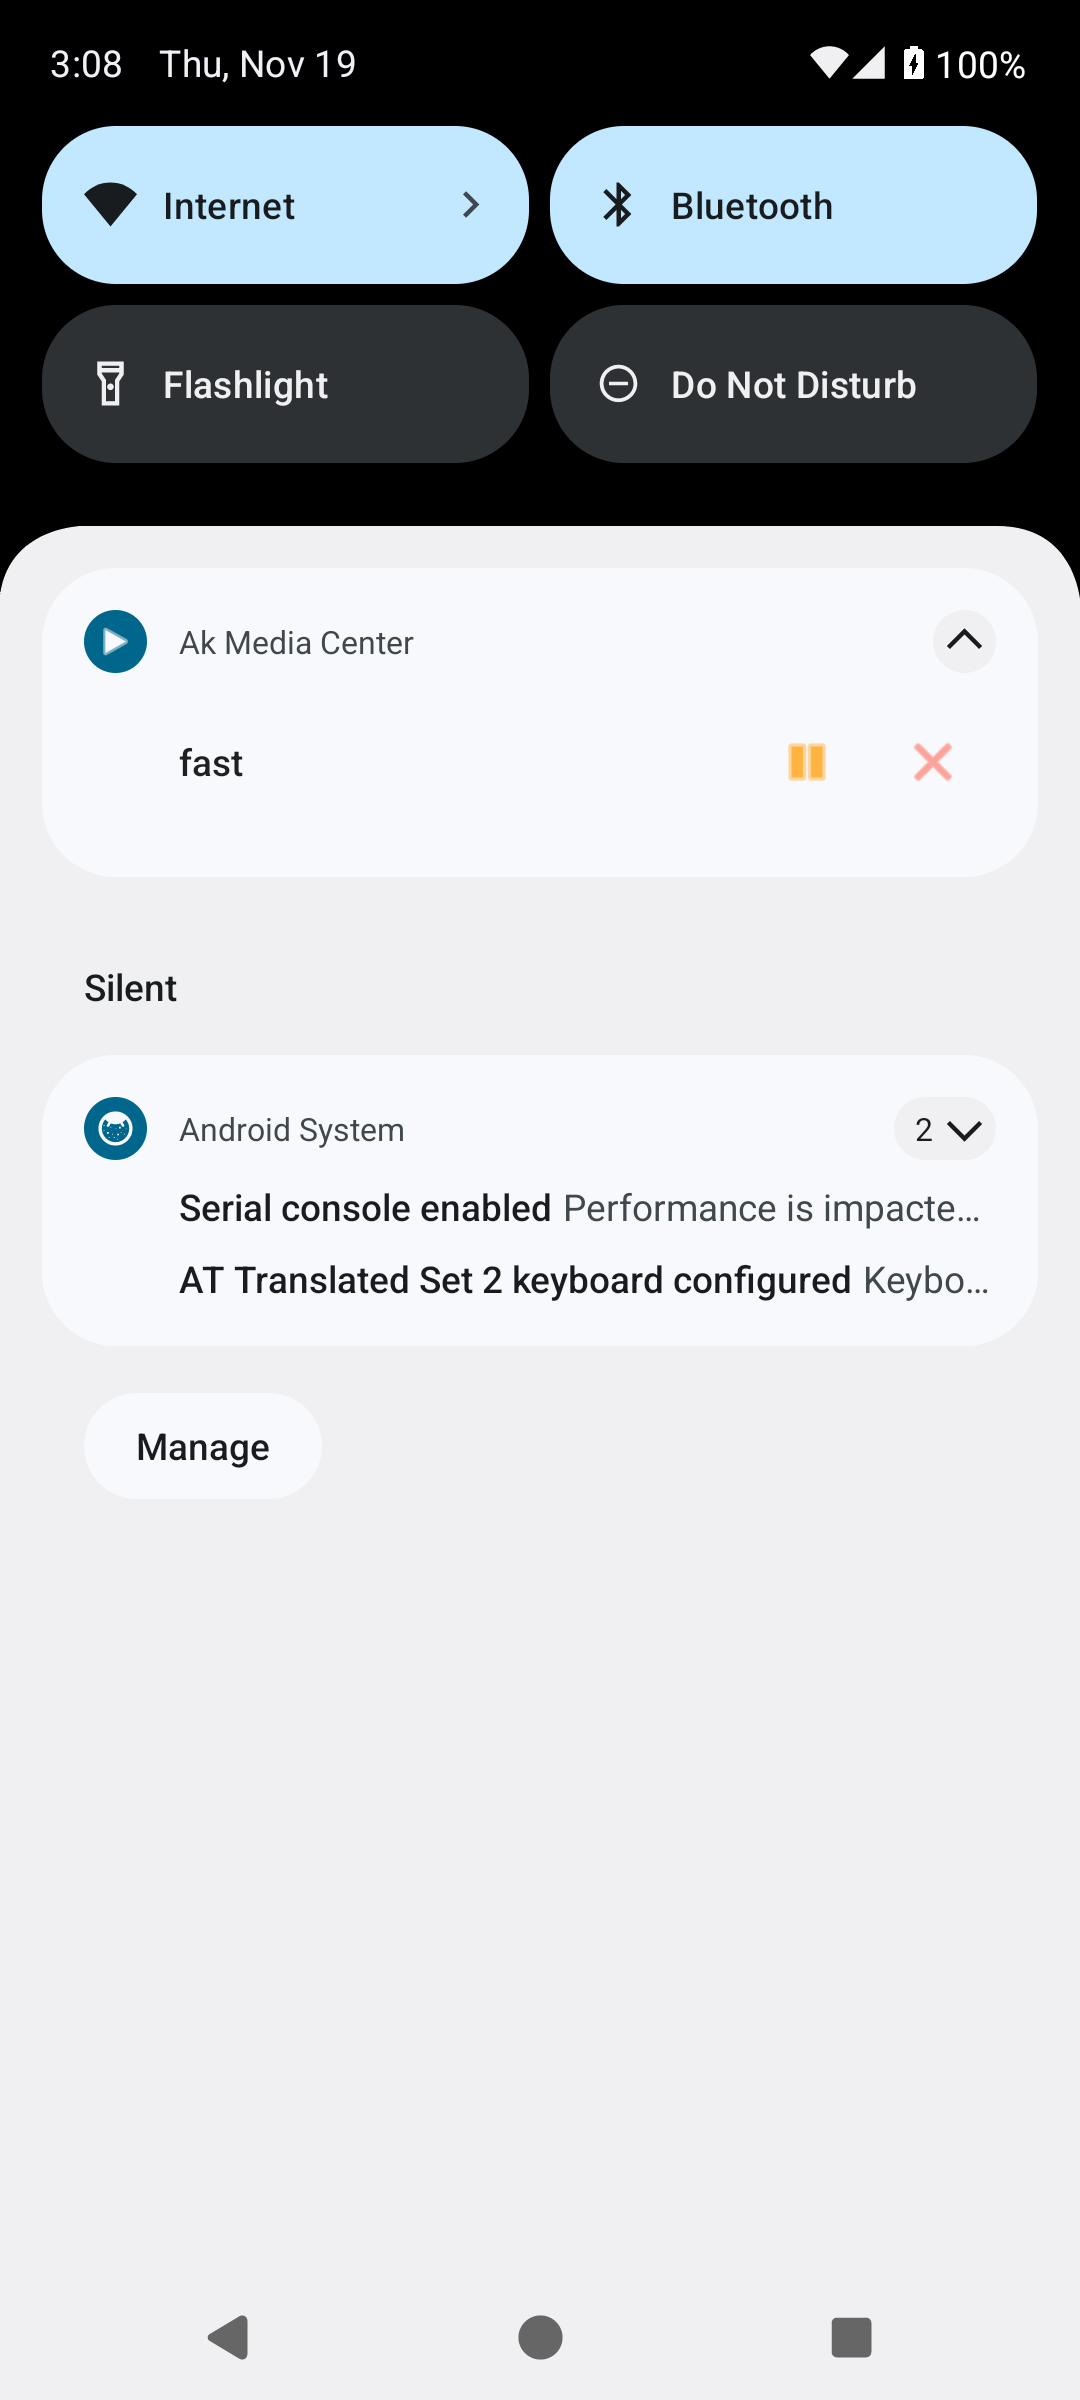 3:08 Thu, Nov 19 100%
Internet
Bluetooth
Flashlight
Do Not Disturb
Ak Media Center
fast
Silent
Android System
2
Serial console enabled Performance is impacte…
AT Translated Set 2 keyboard configured Keybo…
Manage